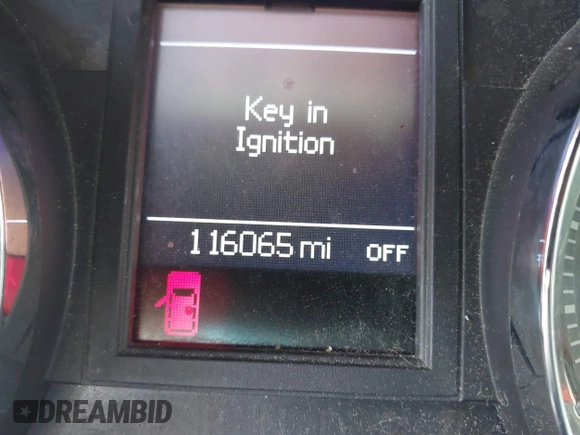 Key in
Ignition
116065 mi OFF
DREAMBID